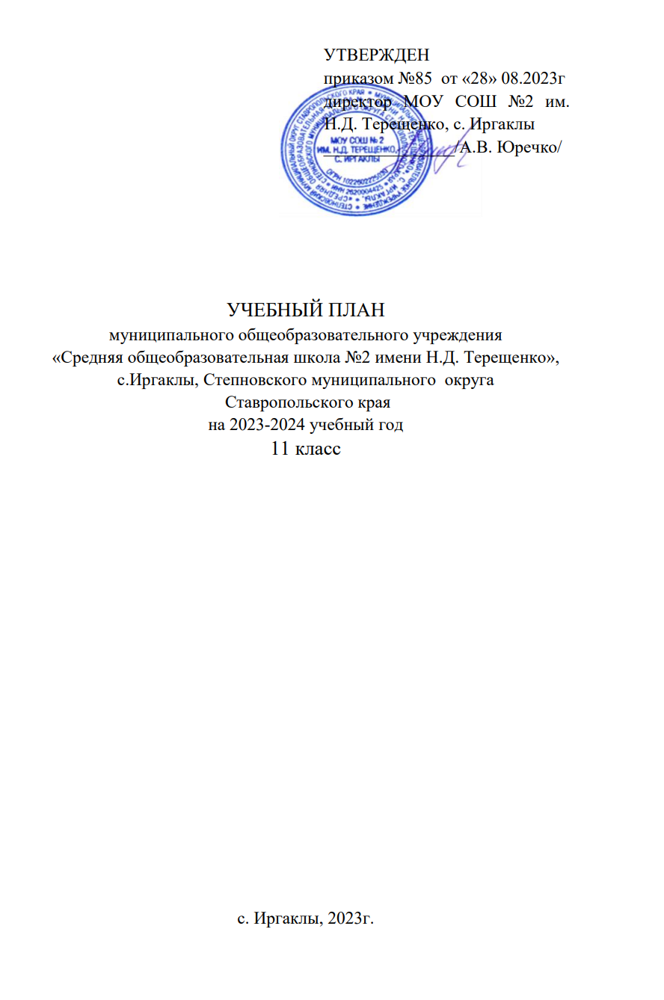 УТВЕРЖДЕН
приказом №85 от «28» 08.2023г
директор МОУ СОШ №2 им.
Н.Д. Терещенко, с. Иргаклы
_______________/А.В. Юречко/
МОУ СОШ № 2
ИМ. Н.Д. ТЕРЕЩЕНКО,
С. ИРГАКЛЫ
УЧЕБНЫЙ ПЛАН
муниципального общеобразовательного учреждения
«Средняя общеобразовательная школа №2 имени Н.Д. Терещенко»,
с.Иргаклы, Степновского муниципального округа
Ставропольского края
на 2023-2024 учебный год
11 класс
с. Иргаклы, 2023г.